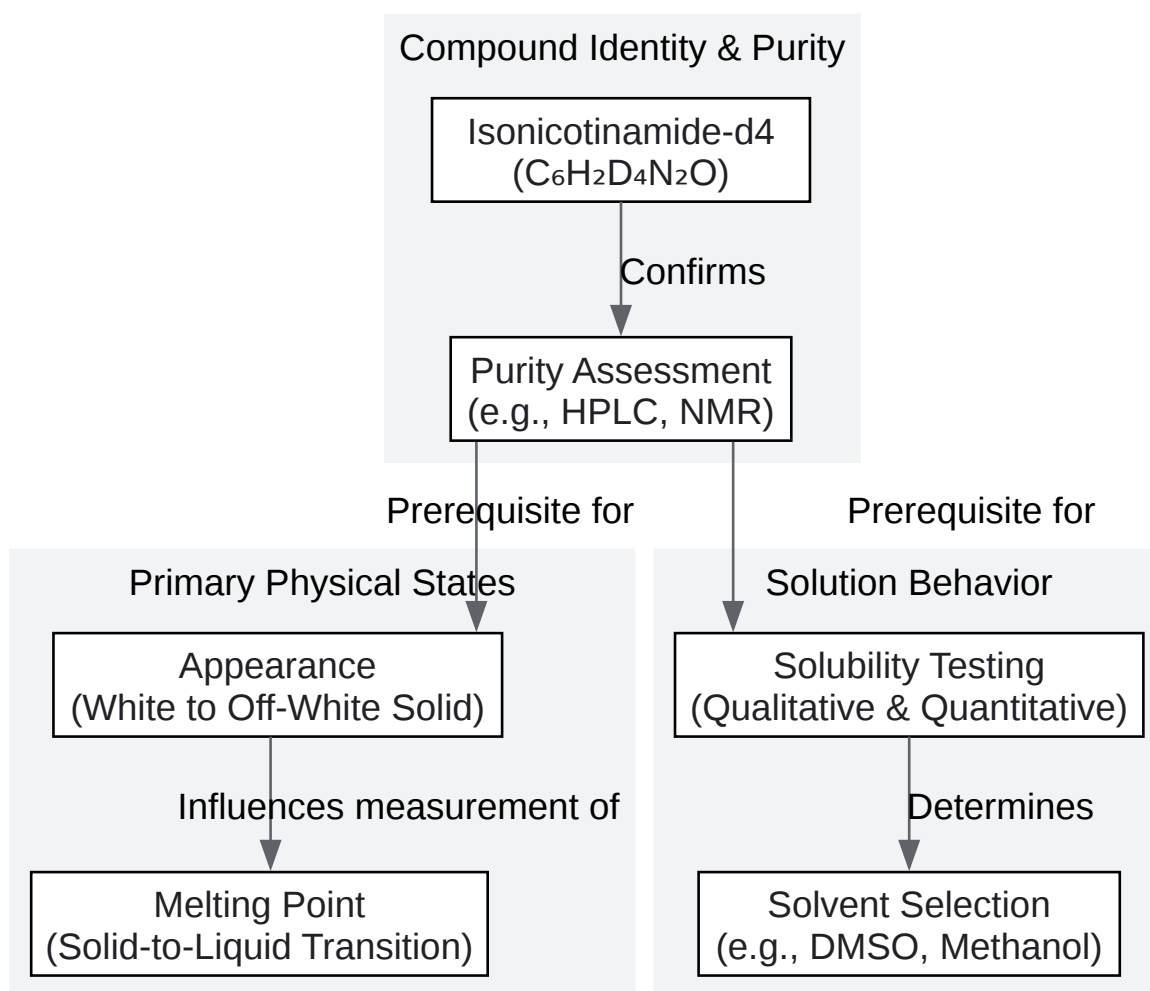 Compound Identity & Purity
Isonicotinamide-d4
(C₆H₂D₄N₂O)
Confirms
Purity Assessment
(e.g., HPLC, NMR)
Prerequisite for
Prerequisite for
Primary Physical States
Appearance
(White to Off-White Solid)
Influences measurement of
Melting Point
(Solid-to-Liquid Transition)
Solution Behavior
Solubility Testing
(Qualitative & Quantitative)
Determines
Solvent Selection
(e.g., DMSO, Methanol)